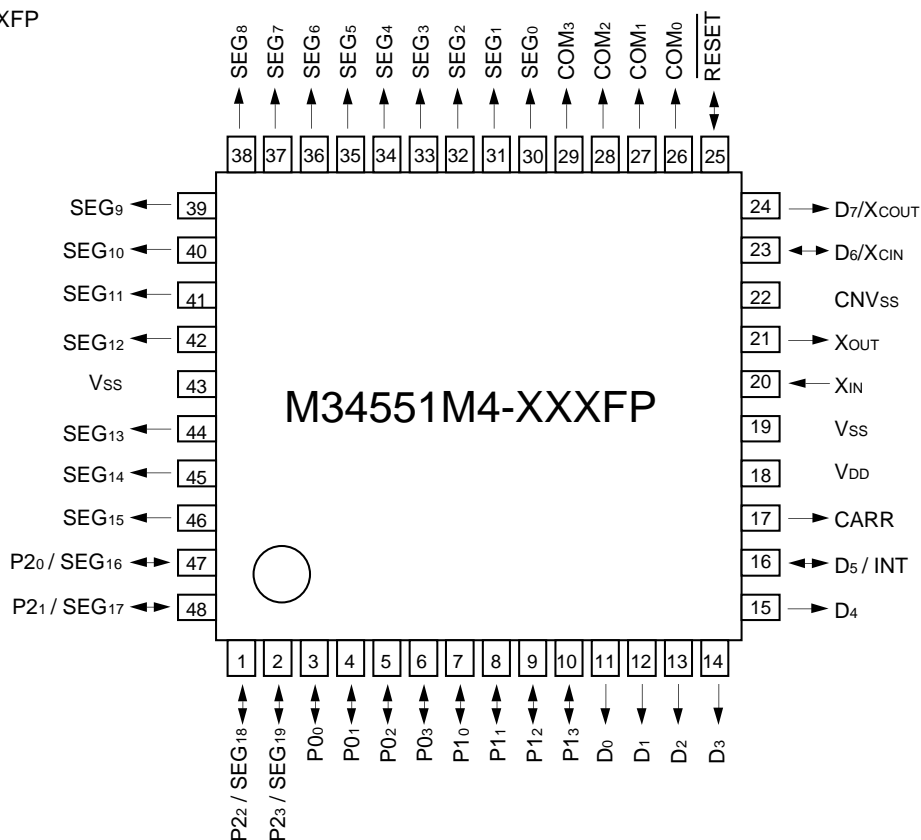 XFP
SEG8
SEG7
SEG6
SEG5
SEG4
SEG3
SEG2
SEG1
SEG0
COM3
COM2
COM1
COM0
RESET
38 37 36 35 34 33 32 31 30 29 28 27 26 25
SEG9 39
SEG10 40
SEG11 41
SEG12 42
VSS 43
SEG13 44
SEG14 45
SEG15 46
P20 / SEG16 47
P21 / SEG17 48
M34551M4-XXXFP
24 D7/XCOUT
23 D6/XCIN
22 CNVSS
21 XOUT
20 XIN
19 VSS
18 VDD
17 CARR
16 D5 / INT
15 D4
1 2 3 4 5 6 7 8 9 10 11 12 13 14
P22 / SEG18
P23 / SEG19
P00
P01
P02
P03
P10
P11
P12
P13
D0
D1
D2
D3